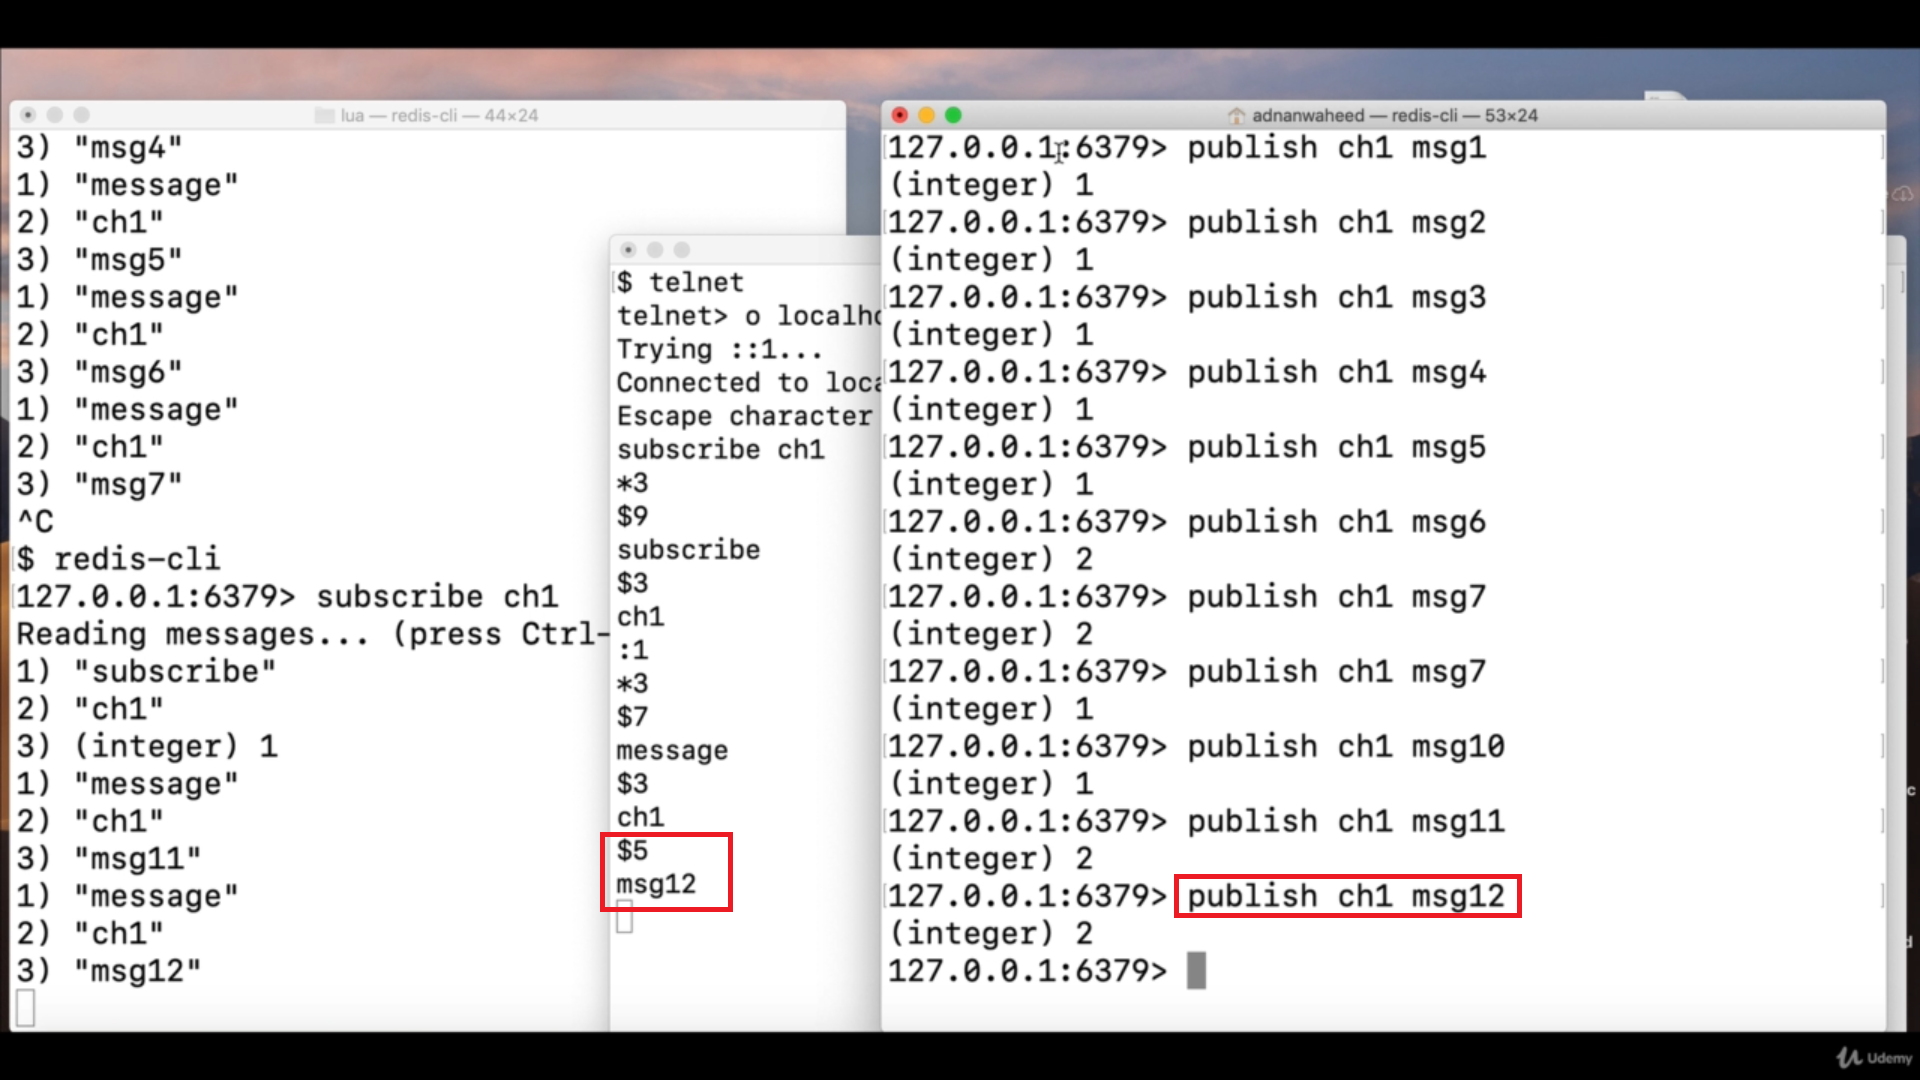 lua — redis-cli — 44×24
3) "msg4"
1) "message"
2) "ch1"
3) "msg5"
1) "message"
2) "ch1"
3) "msg6"
1) "message"
2) "ch1"
3) "msg7"
^C
$ redis-cli
127.0.0.1:6379> subscribe ch1
Reading messages... (press Ctrl-
1) "subscribe"
2) "ch1"
3) (integer) 1
1) "message"
2) "ch1"
3) "msg11"
1) "message"
2) "ch1"
3) "msg12"
$ telnet
telnet> o localho
Trying ::1...
Connected to loca
Escape character
subscribe ch1
*3
$9
subscribe
$3
ch1
:1
*3
$7
message
$3
ch1
$5
msg12
adnanwaheed — redis-cli — 53×24
127.0.0.1:6379> publish ch1 msg1
(integer) 1
127.0.0.1:6379> publish ch1 msg2
(integer) 1
127.0.0.1:6379> publish ch1 msg3
(integer) 1
127.0.0.1:6379> publish ch1 msg4
(integer) 1
127.0.0.1:6379> publish ch1 msg5
(integer) 1
127.0.0.1:6379> publish ch1 msg6
(integer) 2
127.0.0.1:6379> publish ch1 msg7
(integer) 2
127.0.0.1:6379> publish ch1 msg7
(integer) 1
127.0.0.1:6379> publish ch1 msg10
(integer) 1
127.0.0.1:6379> publish ch1 msg11
(integer) 2
127.0.0.1:6379> publish ch1 msg12
(integer) 2
127.0.0.1:6379>
c
d
Udemy